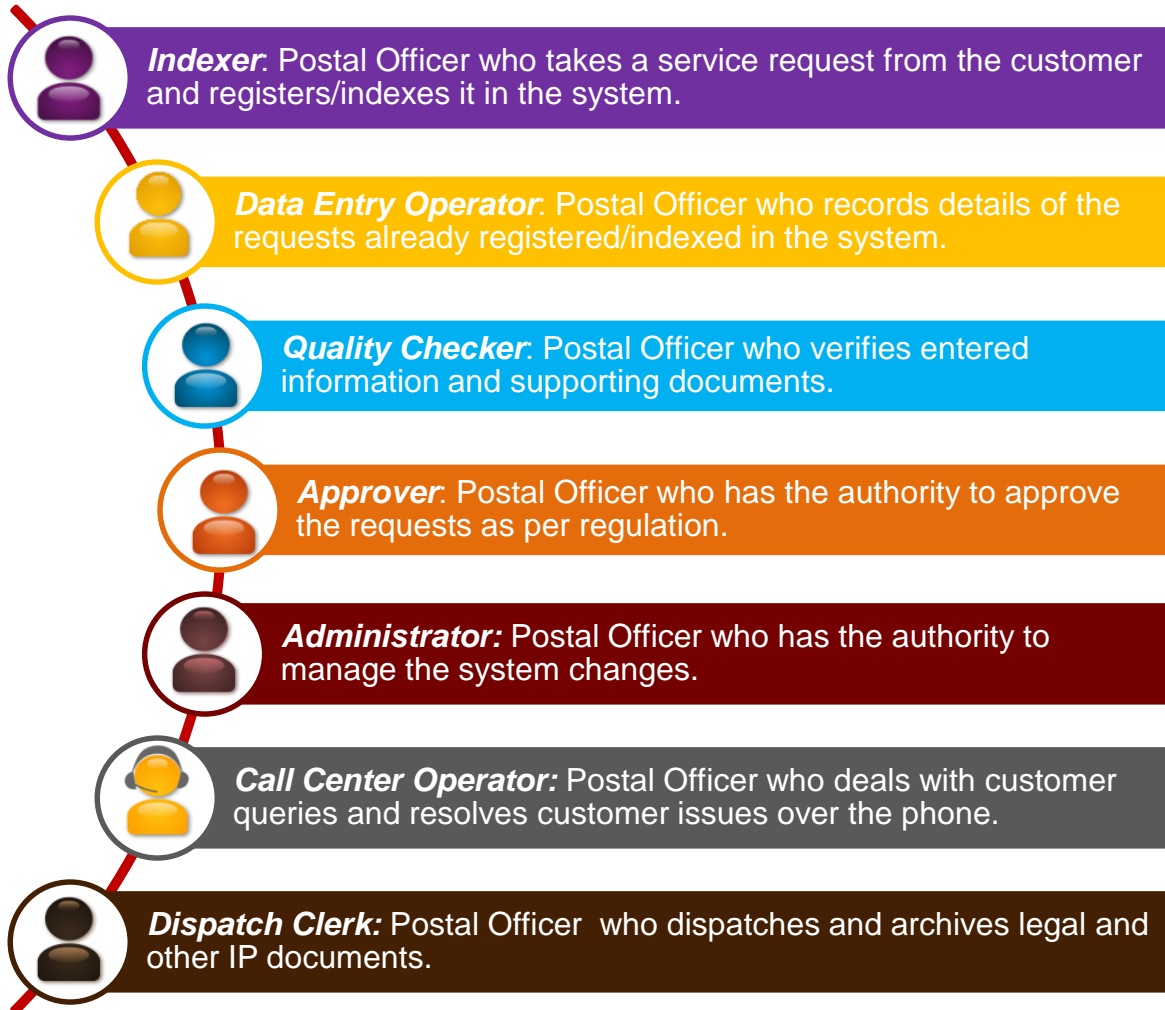 Indexer: Postal Officer who takes a service request from the customer
and registers/indexes it in the system.
Data Entry Operator: Postal Officer who records details of the
requests already registered/indexed in the system.
Quality Checker: Postal Officer who verifies entered
information and supporting documents.
Approver: Postal Officer who has the authority to approve
the requests as per regulation.
Administrator: Postal Officer who has the authority to
manage the system changes.
Call Center Operator: Postal Officer who deals with customer
queries and resolves customer issues over the phone.
Dispatch Clerk: Postal Officer  who dispatches and archives legal and
other IP documents.